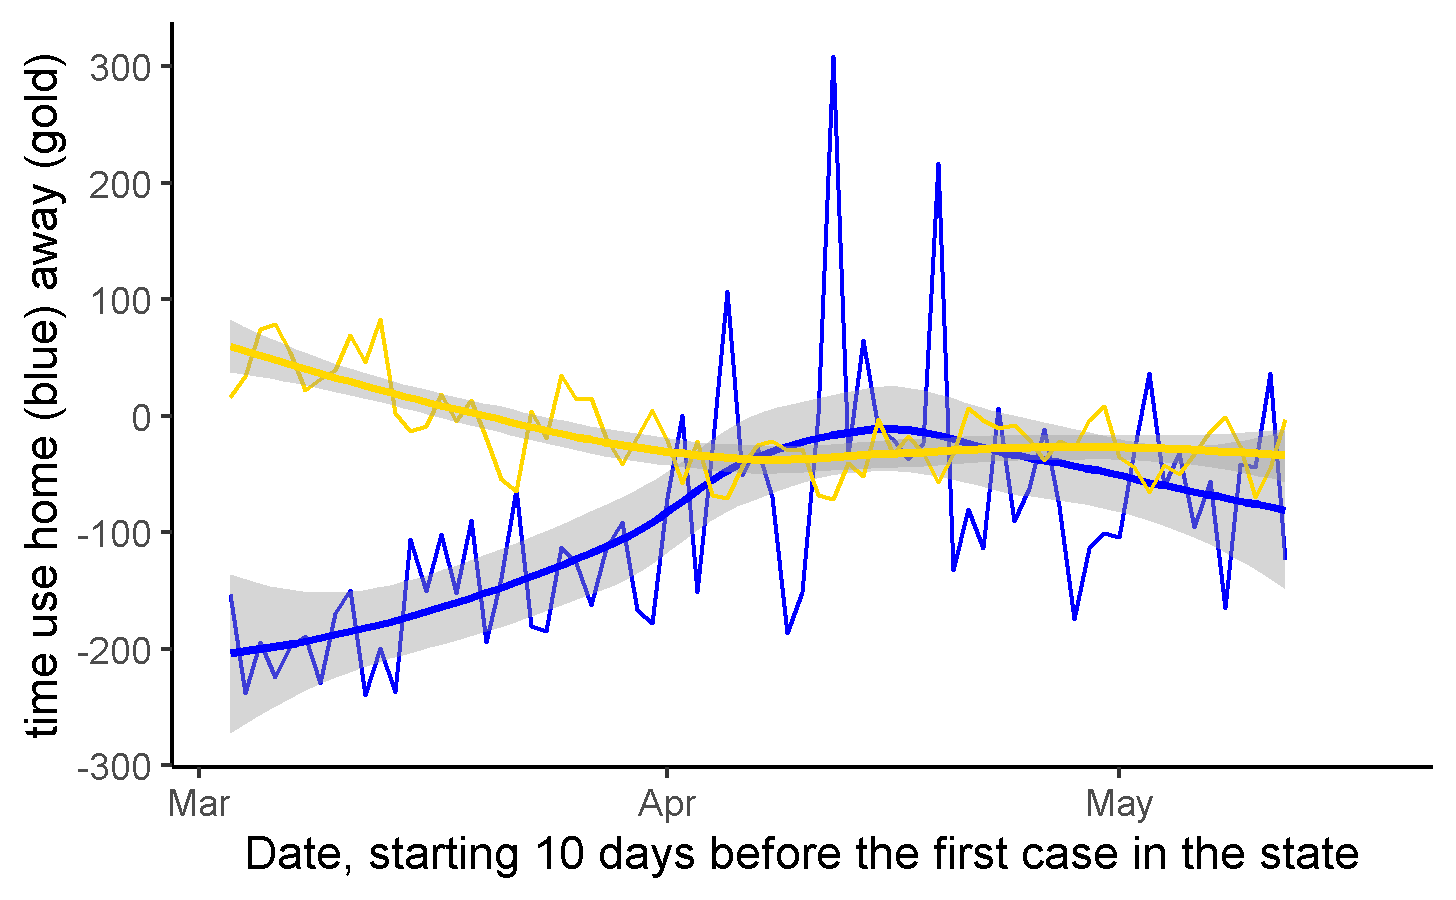 time use home (blue) away (gold)
300
200
100
0
-100
-200
-300
Mar
Apr
May
Date, starting 10 days before the first case in the state